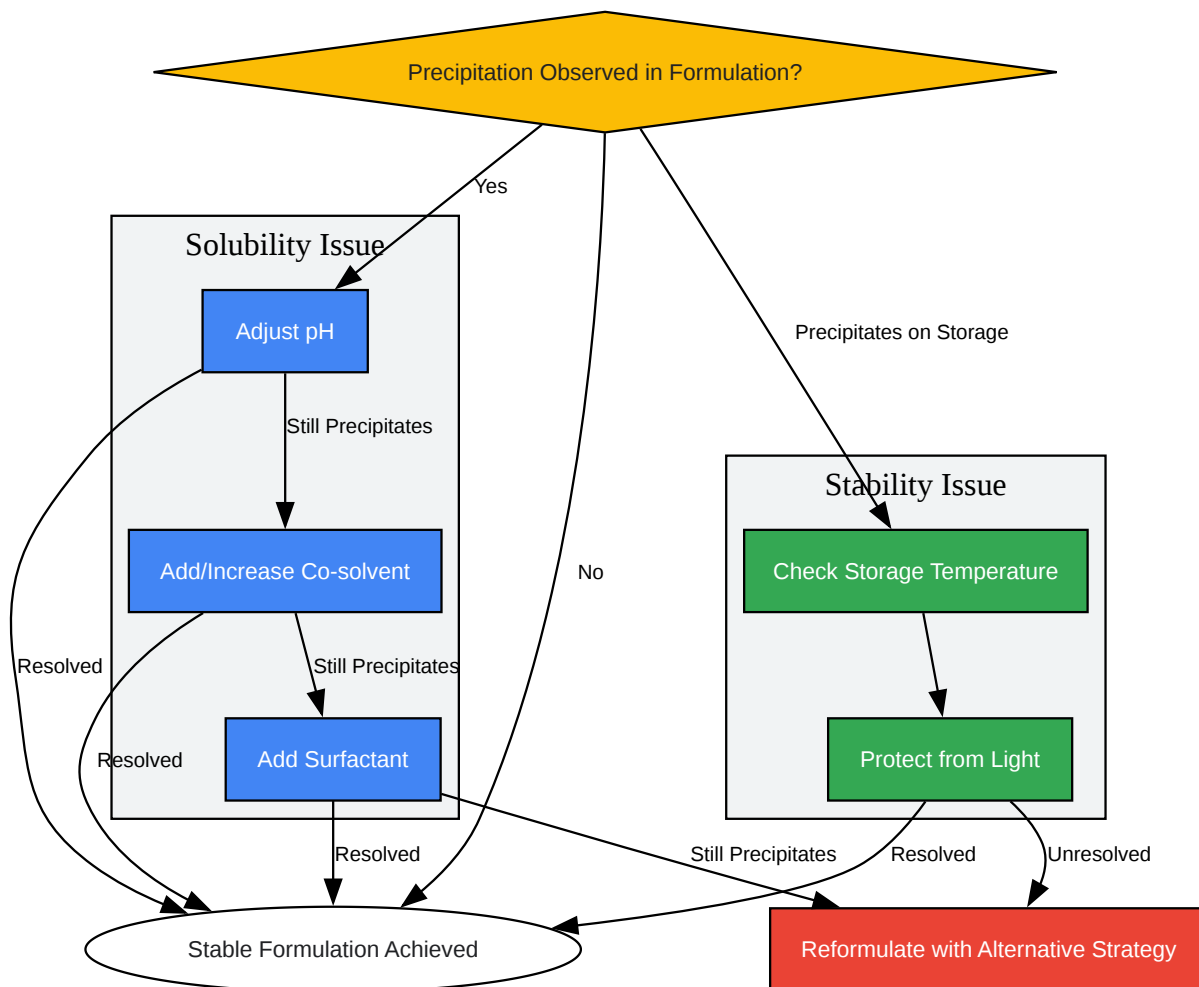 Precipitation Observed in Formulation?
Yes
Solubility Issue
Adjust pH
Precipitates on Storage
Still Precipitates
Stability Issue
Add/Increase Co-solvent
No
Check Storage Temperature
Resolved
Still Precipitates
Resolved
Add Surfactant
Protect from Light
Resolved
Still Precipitates
Resolved
Unresolved
Stable Formulation Achieved
Reformulate with Alternative Strategy